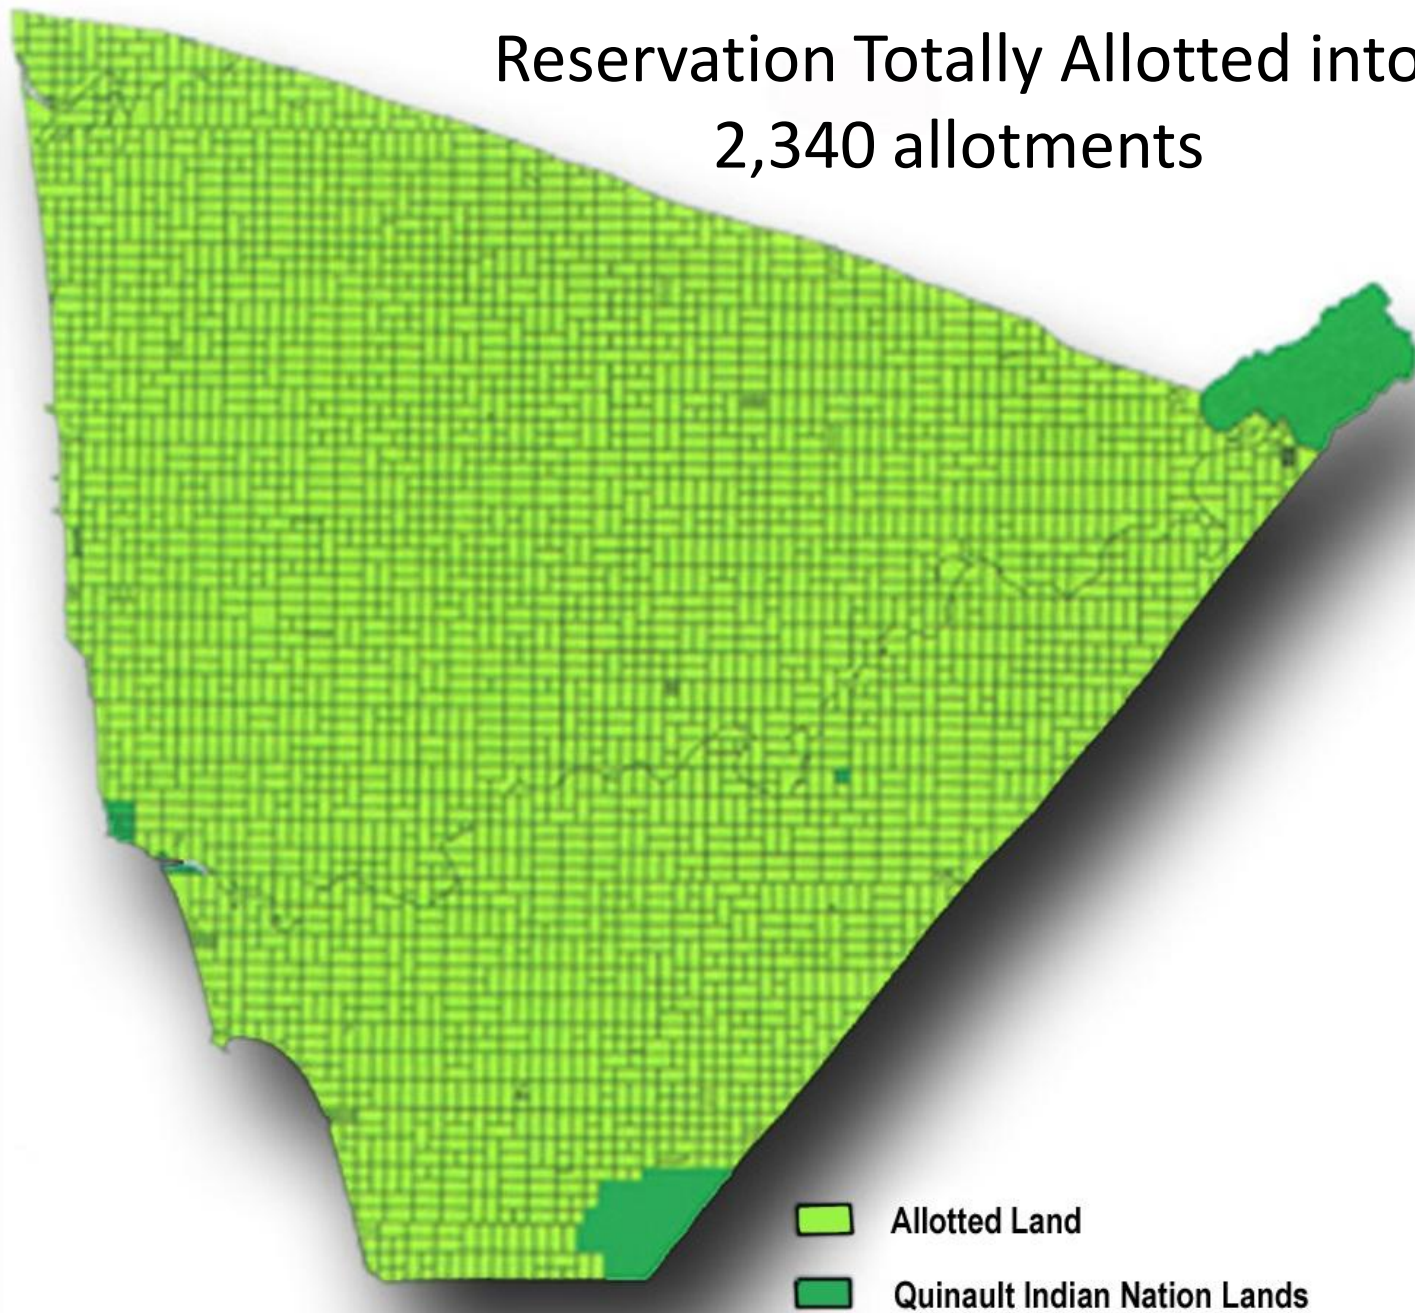 Reservation Totally Allotted into
2,340 allotments
Allotted Land
Quinault Indian Nation Lands